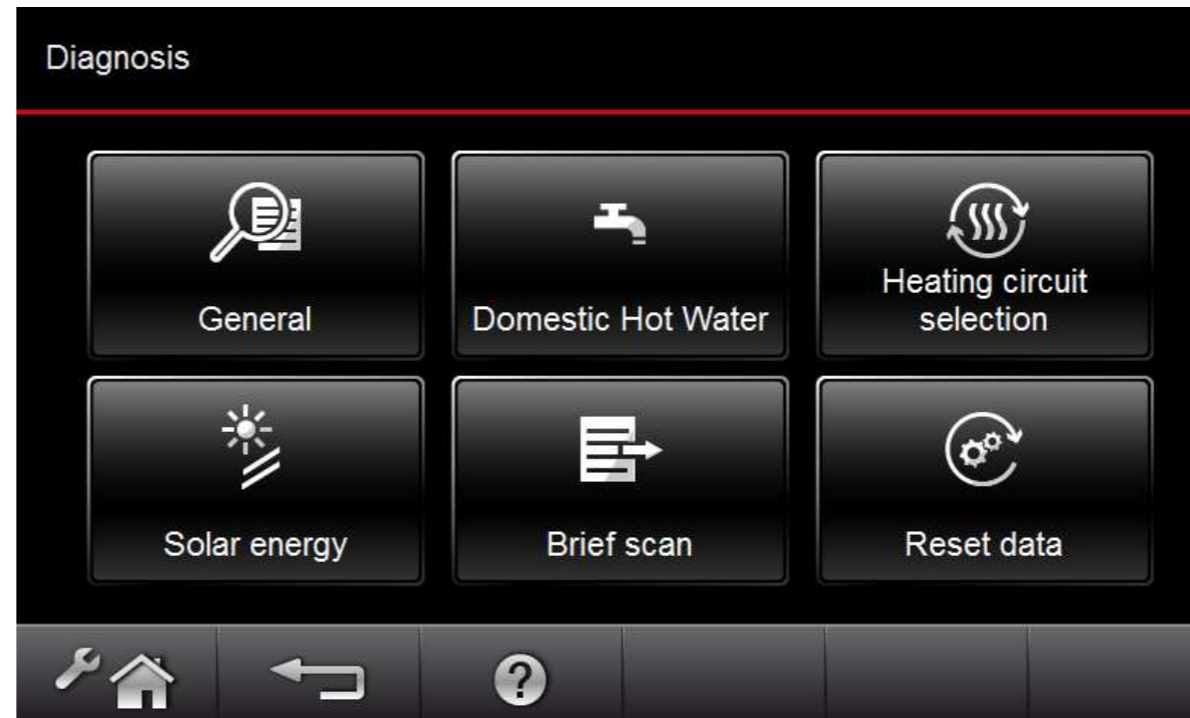 Diagnosis
General
Domestic Hot Water
Heating circuit
selection
Solar energy
Brief scan
Reset data
?